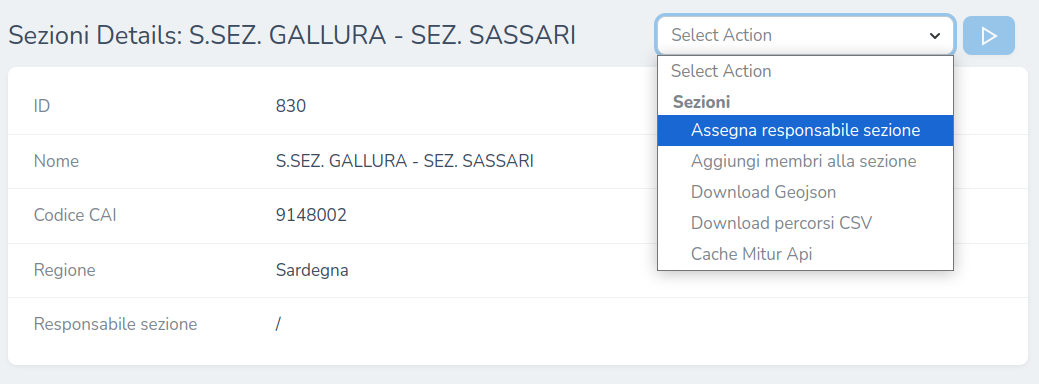 Sezioni Details: S.SEZ. GALLURA - SEZ. SASSARI
Select Action
Select Action
Sezioni
Assegna responsabile sezione
Aggiungi membri alla sezione
Download Geojson
Download percorsi CSV
Cache Mitur Api
ID 830
Nome S.SEZ. GALLURA - SEZ. SASSARI
Codice CAI 9148002
Regione Sardegna
Responsabile sezione /